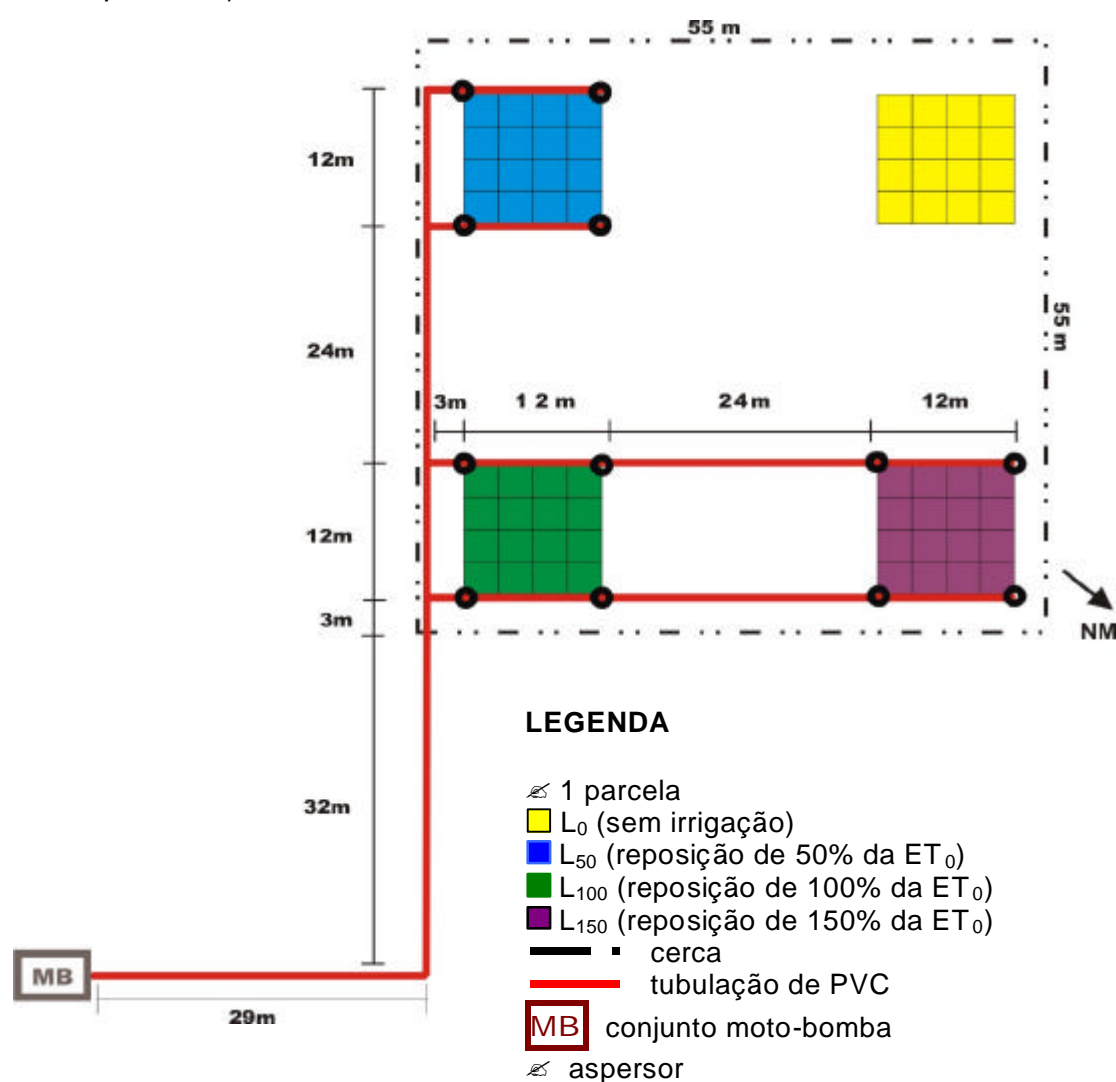 55 m
12m
24m
55 m
3m
1 2 m
24m
12m
12m
3m
NM
32m
LEGENDA
1 parcela
L₀ (sem irrigação)
L₅₀ (reposição de 50% da ET₀)
L₁₀₀ (reposição de 100% da ET₀)
L₁₅₀ (reposição de 150% da ET₀)
cerca
tubulação de PVC
MB
29m
MB conjunto moto-bomba
aspersor